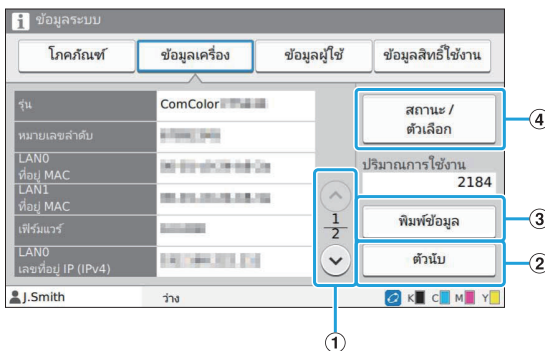 i ข้อมูลระบบ
โภคภัณฑ์ ข้อมูลเครื่อง ข้อมูลผู้ใช้ ข้อมูลสิทธิ์ใช้งาน
รุ่น ComColor
หมายเลขลำดับ
LAN0
ที่อยู่ MAC
LAN1
ที่อยู่ MAC
เฟิร์มแวร์
LAN0
เลขที่อยู่ IP (IPv4)
1
2
สถานะ /
ตัวเลือก
ปริมาณการใช้งาน
2184
พิมพ์ข้อมูล
ตัวนับ
J.Smith ว่าง K C M Y
4
3
2
1